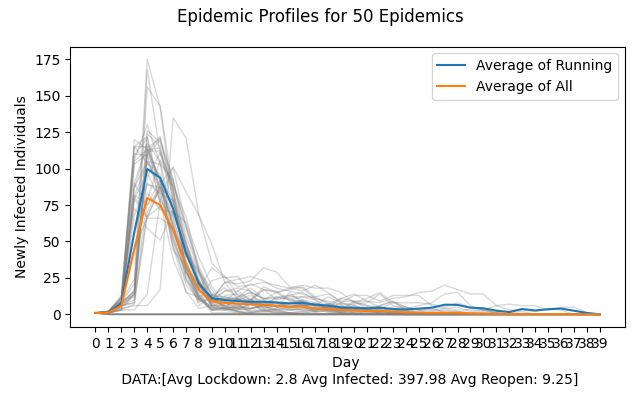 Epidemic Profiles for 50 Epidemics
Average of Running
Average of All
Newly Infected Individuals
175
150
125
100
75
50
25
0
0 1 2 3 4 5 6 7 8 9 10 11 12 13 14 15 16 17 18 19 20 21 22 23 24 25 26 27 28 29 30 31 32 33 34 35 36 37 38 39
Day
DATA:[Avg Lockdown: 2.8 Avg Infected: 397.98 Avg Reopen: 9.25]